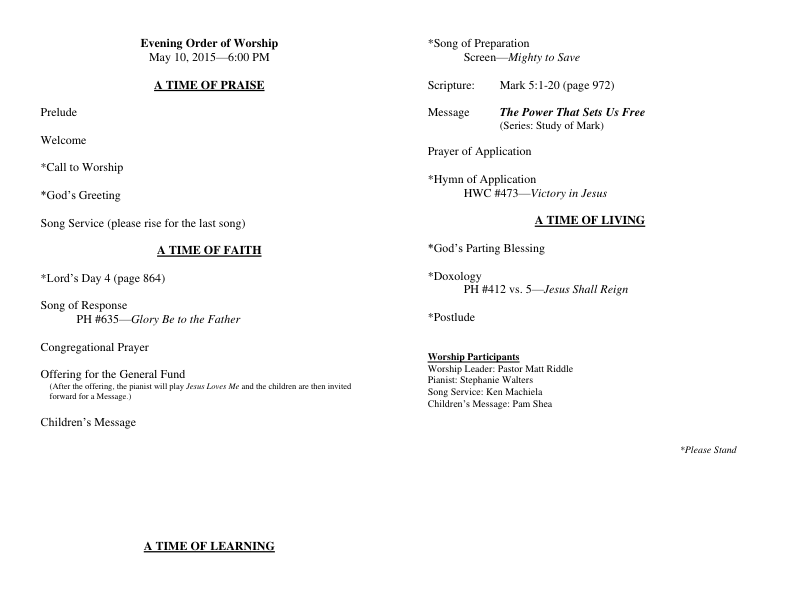 Evening Order of Worship
May 10, 2015—6:00 PM
A TIME OF PRAISE
Prelude
Welcome
*Call to Worship
*God's Greeting
Song Service (please rise for the last song)
A TIME OF FAITH
*Lord's Day 4 (page 864)
Song of Response
PH #635—Glory Be to the Father
Congregational Prayer
Offering for the General Fund
(After the offering, the pianist will play Jesus Loves Me and the children are then invited
forward for a Message.)
Children's Message
A TIME OF LEARNING
*Song of Preparation
Screen—Mighty to Save
Scripture: Mark 5:1-20 (page 972)
Message The Power That Sets Us Free
(Series: Study of Mark)
Prayer of Application
*Hymn of Application
HWC #473—Victory in Jesus
A TIME OF LIVING
*God's Parting Blessing
*Doxology
PH #412 vs. 5—Jesus Shall Reign
*Postlude
Worship Participants
Worship Leader: Pastor Matt Riddle
Pianist: Stephanie Walters
Song Service: Ken Machiela
Children's Message: Pam Shea
*Please Stand